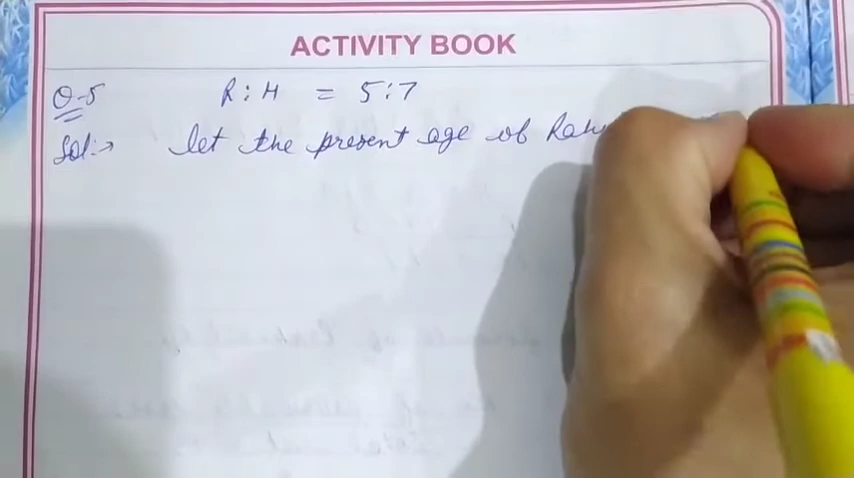 ACTIVITY BOOK
Q-5 R : H = 5:7
Sol:→ let the present age of